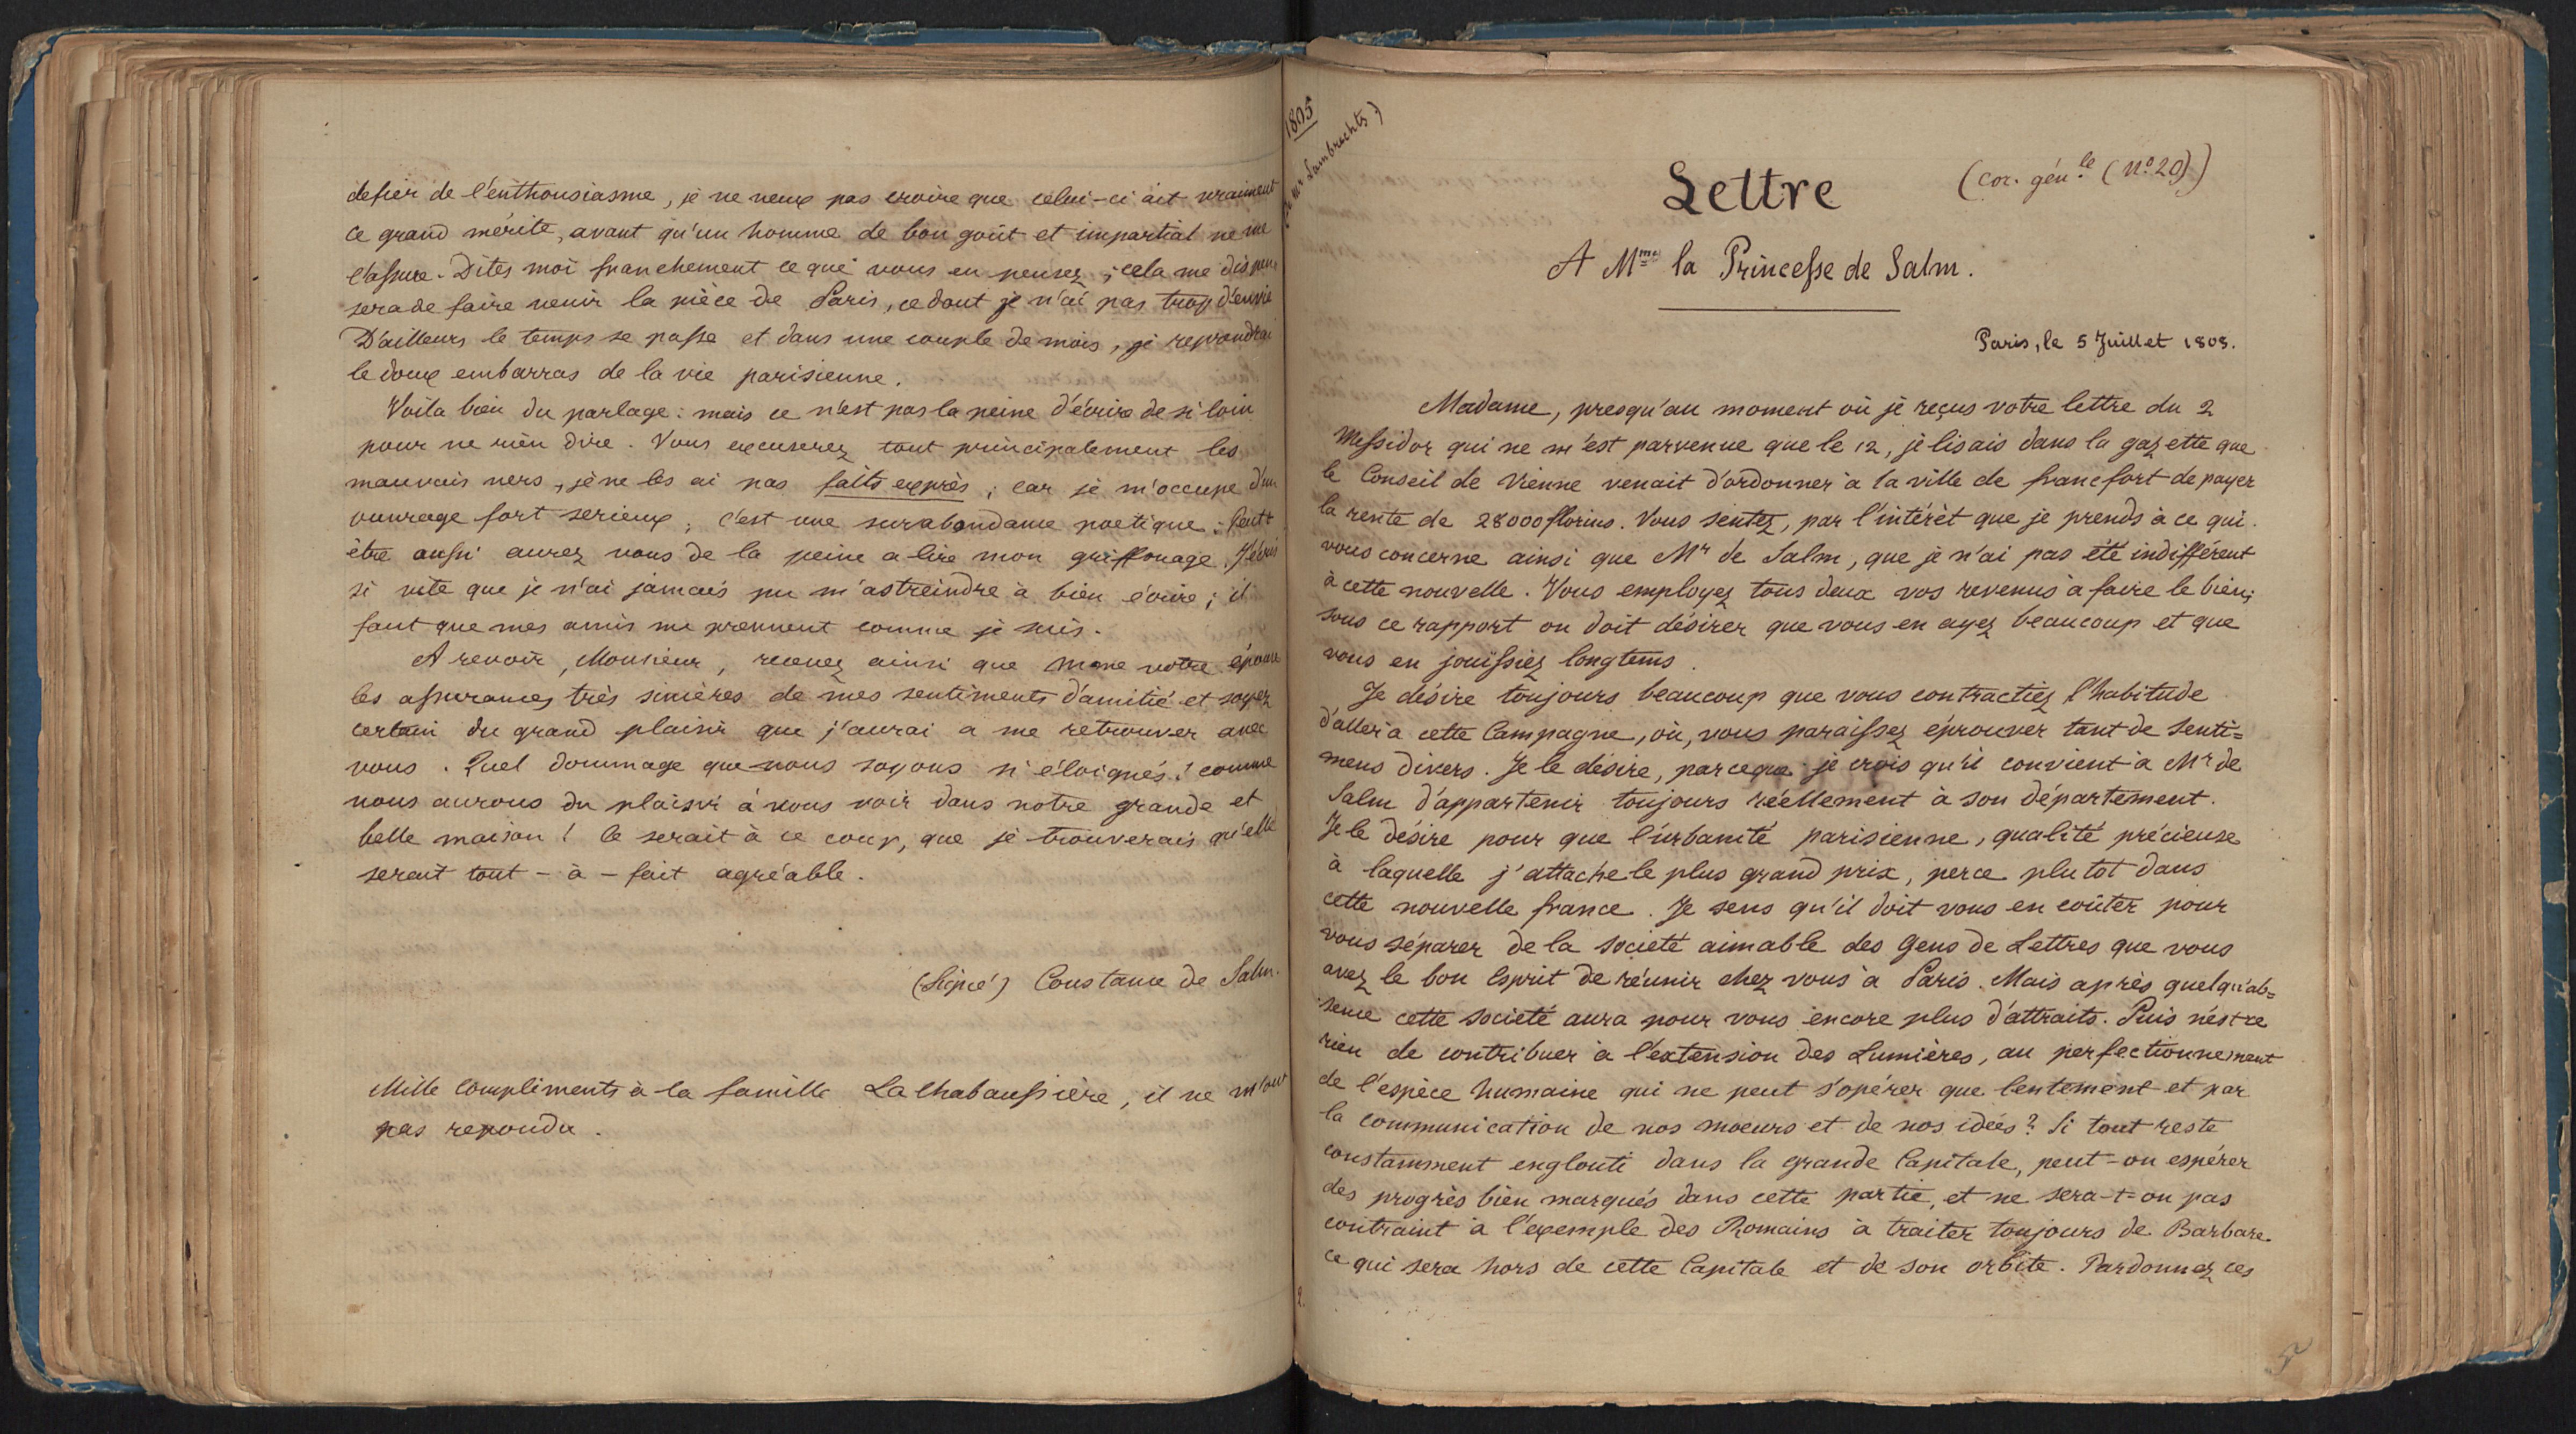 defier de l'enthousiasme, je ne veux pas croire que celui-ci ait vraiment
ce grand mérite, avant qu'un homme de bon goût et impartial ne me
l'assure. Dites moi franchement ce que vous en pensez ; cela me dispen
sera de faire venir la pièce de Paris, ce dont je n'ai pas trop d'envie
D'ailleurs le temps se passe et dans une couple de mois, je reprendrai
le doux embarras de la vie parisienne.
Voila bien du parlage : mais ce n'est pas la peine d'écrire de si loin
pour ne rien dire. Vous excuserez tout principalement les
mauvais vers, je ne les ai pas faits exprès ; car je m'occupe d'un
ouvrage fort serieux ; c'est une surabondance poetique. Peut
être aussi aurez vous de la peine a lire mon griffonage. J'écris
si vite que je n'ai jamais pu m'astreindre à bien écrire ; il
faut que mes amis me prennent comme je suis.
A revoir, Monsieur, recevez ainsi que Mme votre épouse
les assurances très sincères de mes sentiments d'amitié et soyez
certain du grand plaisir que j'aurai a me retrouver avec
vous. Quel dommage que nous soyons si éloignés ! comme
nous aurons du plaisir à vous voir dans notre grande et
belle maison ! Ce serait à ce coup, que je trouverais qu'elle
serait tout - à - fait agréable.
(Signé) Constance de Salm.
Mille compliments à la famille La Chabaussière, il ne m'ont
pas repondu.
1805
(de Mr Lambrechts)
Lettre
(Cor. génle (No. 29))
A Mme la Princesse de Salm.
Paris, le 5 Juillet 1805.
Madame, presqu'au moment où je reçus votre lettre du 2
Messidor qui ne m'est parvenue que le 12, je lisais dans la gazette que
le Conseil de Vienne venait d'ordonner à la ville de francfort de payer
la rente de 28000 florins. Vous sentez, par l'intérèt que je prends à ce qui
vous concerne ainsi que Mr de Salm, que je n'ai pas été indifférent
à cette nouvelle. Vous employez tous deux vos revenus à faire le bien;
sous ce rapport on doit désirer que vous en ayez beaucoup et que
vous en jouïssiez longtems.
Je désire toujours beaucoup que vous contractiez l'habitude
d'aller à cette Campagne, où, vous paraissez éprouver tant de senti=
mens divers. Je le désire, parceque je crois qu'il convient à Mr de
Salm d'appartenir toujours réellement à son département.
Je le désire pour que l'urbanité parisienne, qualité précieuse
à laquelle j'attache le plus grand prix, perce plutôt dans
cette nouvelle france. Je sens qu'il doit vous en coûter pour
vous séparer de la société aimable des Gens de Lettres que vous
avez le bon Esprit de réunir chez vous à Paris. Mais après quelqu'ab=
sence cette société aura pour vous encore plus d'attraits. Puis n'est ce
rien de contribuer à l'extension des Lumières, au perfectionnement
de l'espèce humaine qui ne peut s'opérer que lentement et par
la communication de nos moeurs et de nos idées ? Si tout reste
constamment englouti dans la grande Capitale, peut-on espérer
des progrès bien marqués dans cette partie, et ne sera-t-on pas
contraint à l'exemple des Romains à traiter toujours de Barbare
ce qui sera hors de cette Capitale et de son orbite. Pardonnez ces
2.